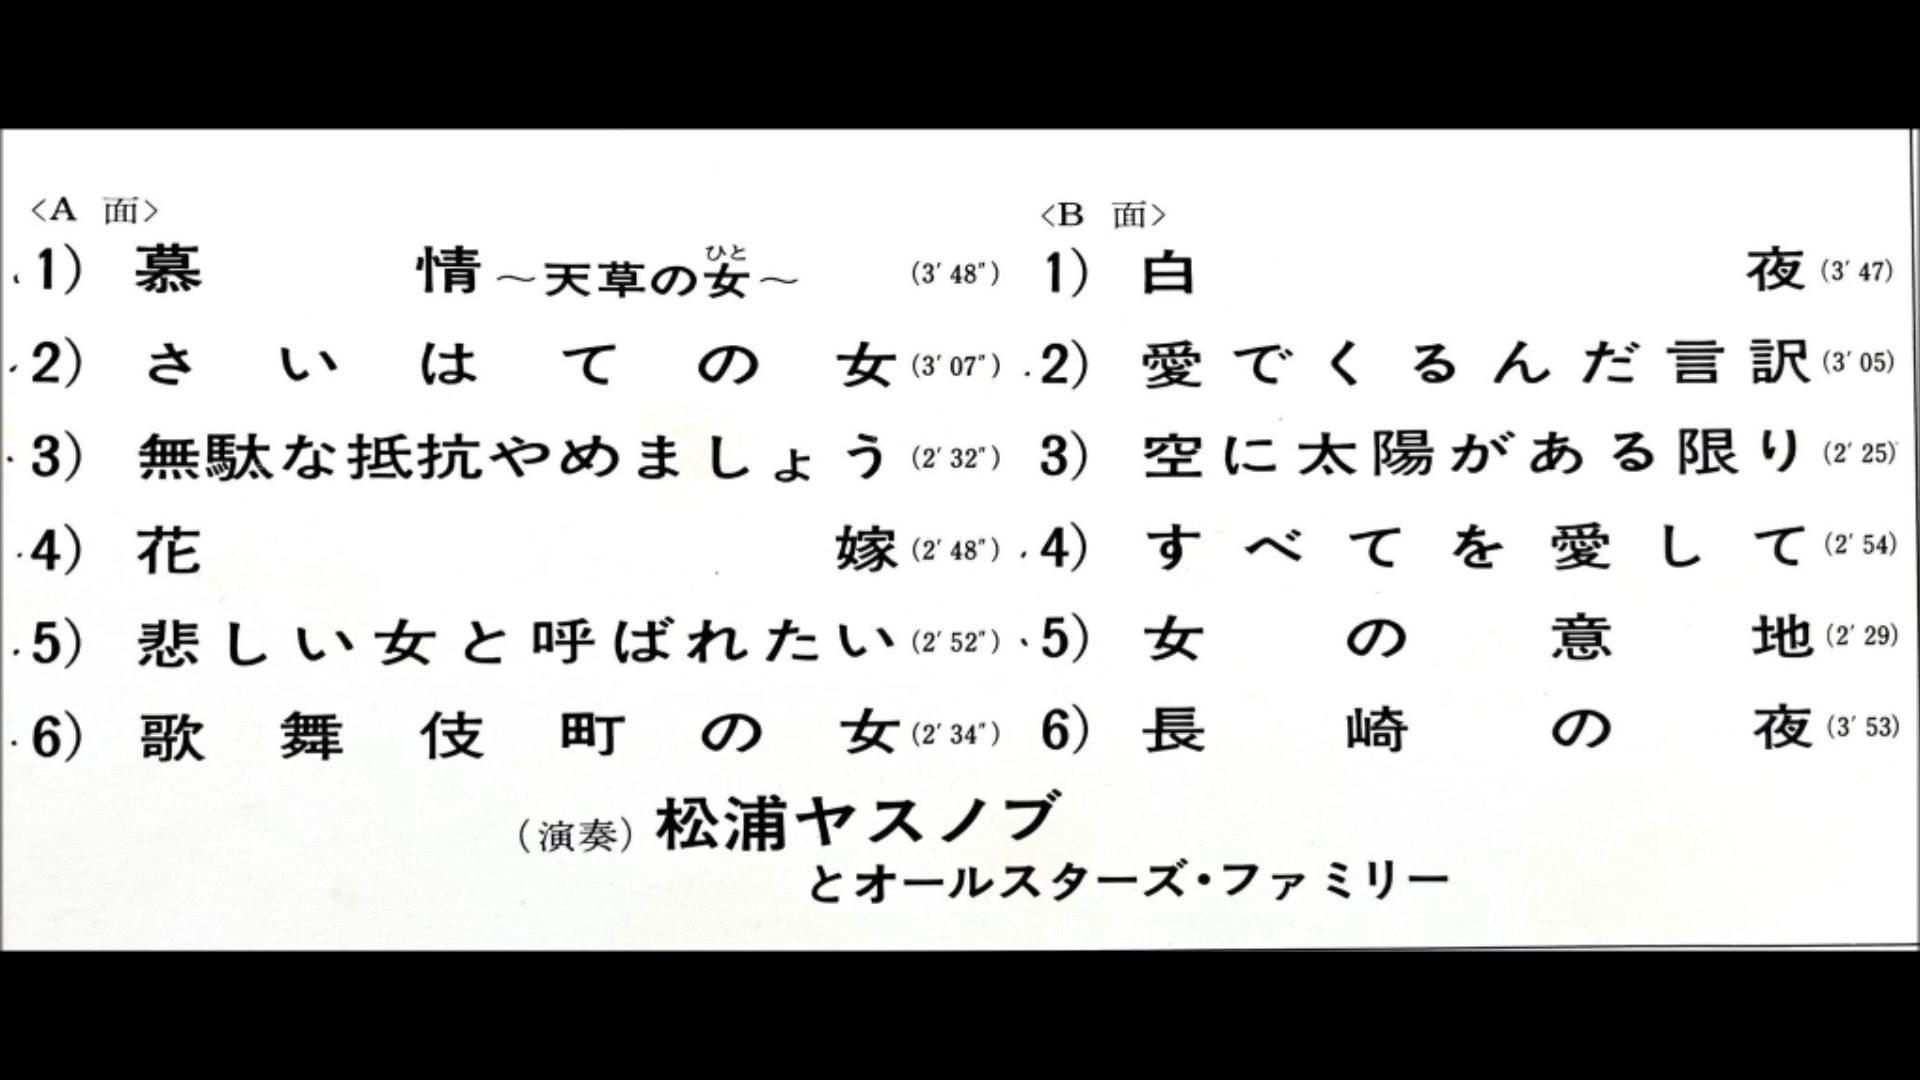 <A 面>
1) 慕情～天草の女～ (3′48″)
ひと
2) さいはての女 (3′07″)
3) 無駄な抵抗やめましょう (2′32″)
4) 花嫁 (2′48″)
5) 悲しい女と呼ばれたい (2′52″)
6) 歌舞伎町の女 (2′34″)
<B 面>
1) 白夜 (3′47)
2) 愛でくるんだ言訳 (3′05)
3) 空に太陽がある限り (2′25)
4) すべてを愛して (2′54)
5) 女の意地 (2′29)
6) 長崎の夜 (3′53)
(演奏) 松浦ヤスノブ
とオールスターズ・ファミリー